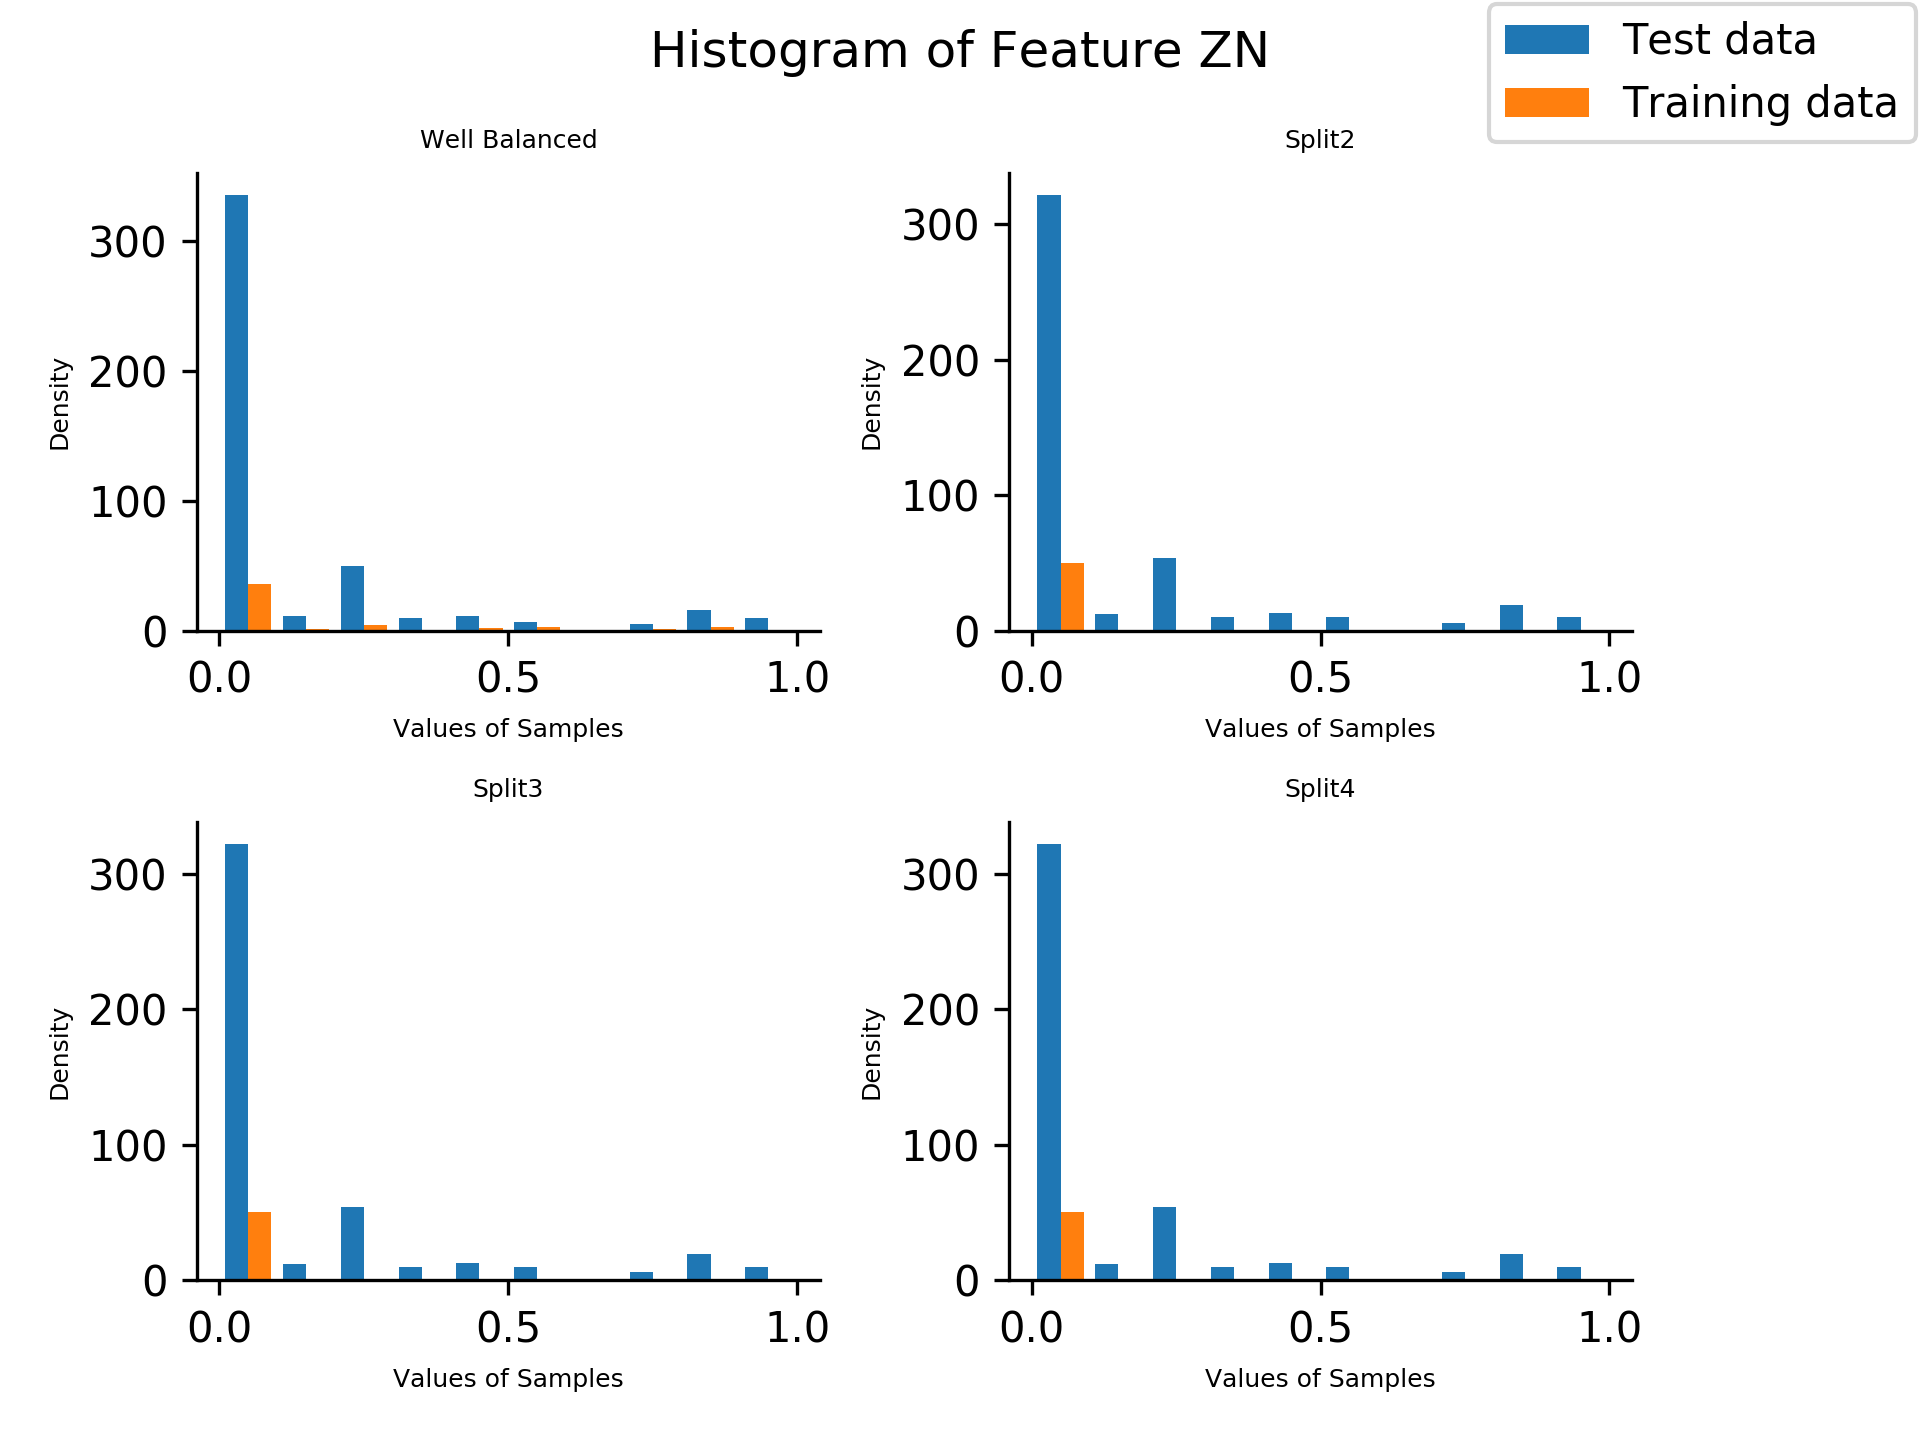 Histogram of Feature ZN
Test data
Training data
Well Balanced
Density
300
200
100
0
0.0 0.5 1.0
Values of Samples
Split2
Density
300
200
100
0
0.0 0.5 1.0
Values of Samples
Split3
Density
300
200
100
0
0.0 0.5 1.0
Values of Samples
Split4
Density
300
200
100
0
0.0 0.5 1.0
Values of Samples